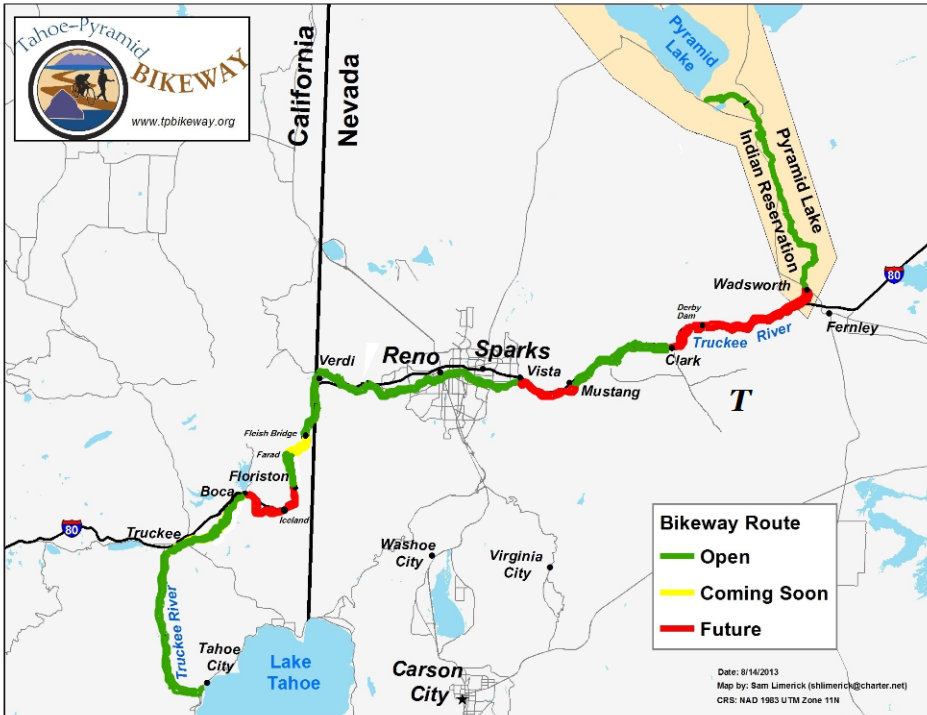 Tahoe-Pyramid
BIKEWAY
www.tpbikeway.org
California
Nevada
Pyramid
Lake
Pyramid Lake
Indian Reservation
80
Wadsworth
Fernley
Derby
Dam
Truckee River
Clark
T
Verdi
Reno
Sparks
Vista
Mustang
Fleish Bridge
Farad
Floriston
Boca
Iceland
80
Truckee
Truckee River
Tahoe
City
Lake
Tahoe
Washoe
City
Virginia
City
Carson
City
Bikeway Route
Open
Coming Soon
Future
Date: 8/14/2013
Map by: Sam Limerick (shlimerick@charter.net)
CRS: NAD 1983 UTM Zone 11N